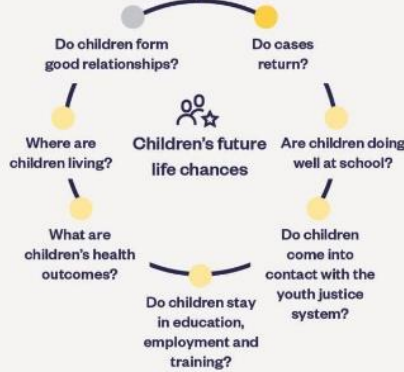 Do children form
good relationships?
Do cases
return?
Where are
children living?
Children's future
life chances
Are children doing
well at school?
What are
children's health
outcomes?
Do children
come into
contact with the
youth justice
system?
Do children stay
in education,
employment and
training?